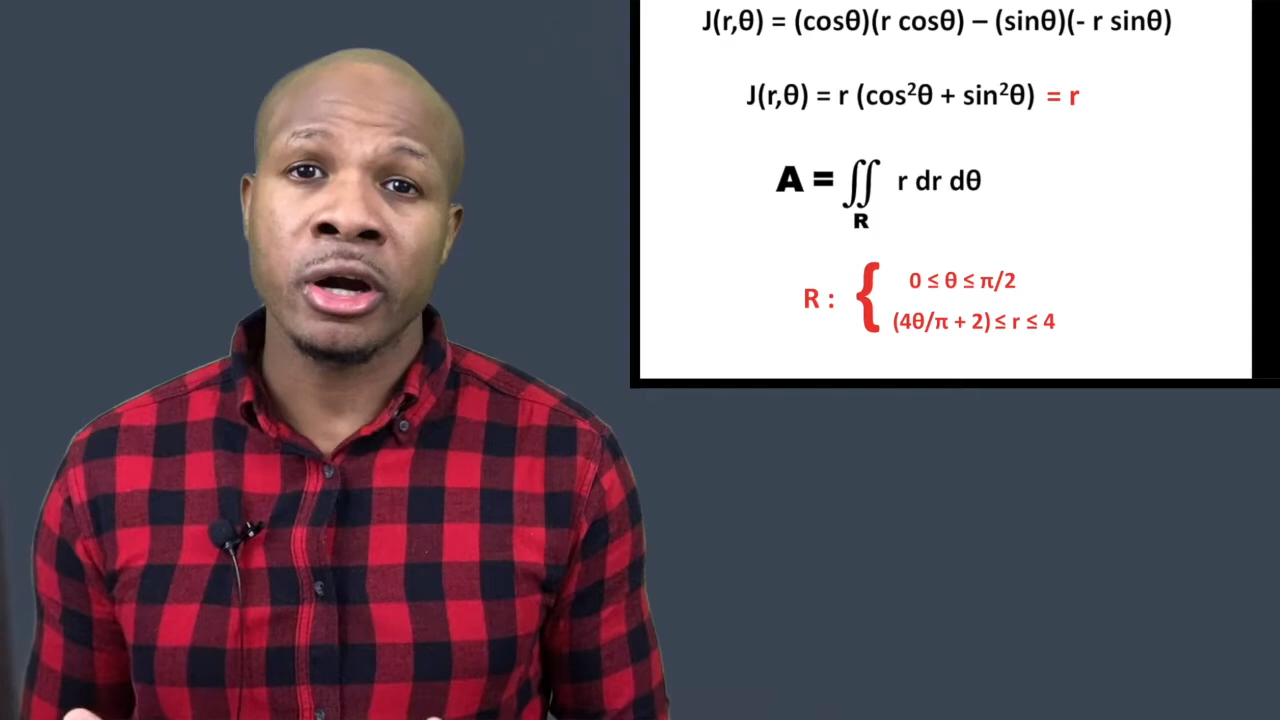 J(r,θ) = (cosθ)(r cosθ) – (sinθ)(- r sinθ)
J(r,θ) = r (cos²θ + sin²θ) = r
A = ∬ r dr dθ
R
R : { 0 ≤ θ ≤ π/2
(4θ/π + 2) ≤ r ≤ 4